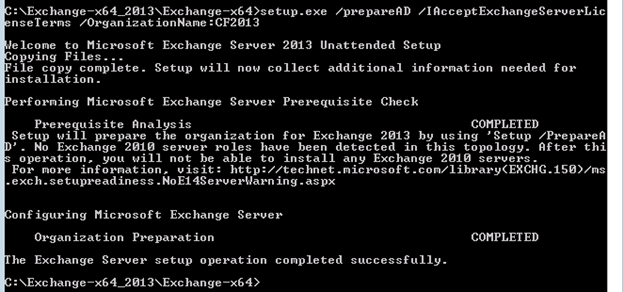 C:\Exchange-x64_2013\Exchange-x64>setup.exe /prepareAD /IAcceptExchangeServerLic
enseTerms /OrganizationName:CF2013
Welcome to Microsoft Exchange Server 2013 Unattended Setup
Copying Files...
File copy complete. Setup will now collect additional information needed for
installation.
Performing Microsoft Exchange Server Prerequisite Check
Prerequisite Analysis COMPLETED
Setup will prepare the organization for Exchange 2013 by using 'Setup /PrepareA
D'. No Exchange 2010 server roles have been detected in this topology. After thi
s operation, you will not be able to install any Exchange 2010 servers.
For more information, visit: http://technet.microsoft.com/library(EXCHG.150)/ms
.exch.setupreadiness.NoE14ServerWarning.aspx
Configuring Microsoft Exchange Server
Organization Preparation COMPLETED
The Exchange Server setup operation completed successfully.
C:\Exchange-x64_2013\Exchange-x64>